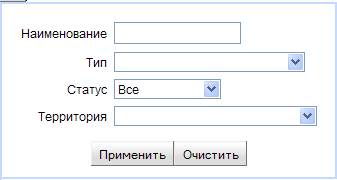 Наименование
Тип
Статус Все
Территория
Применить Очистить